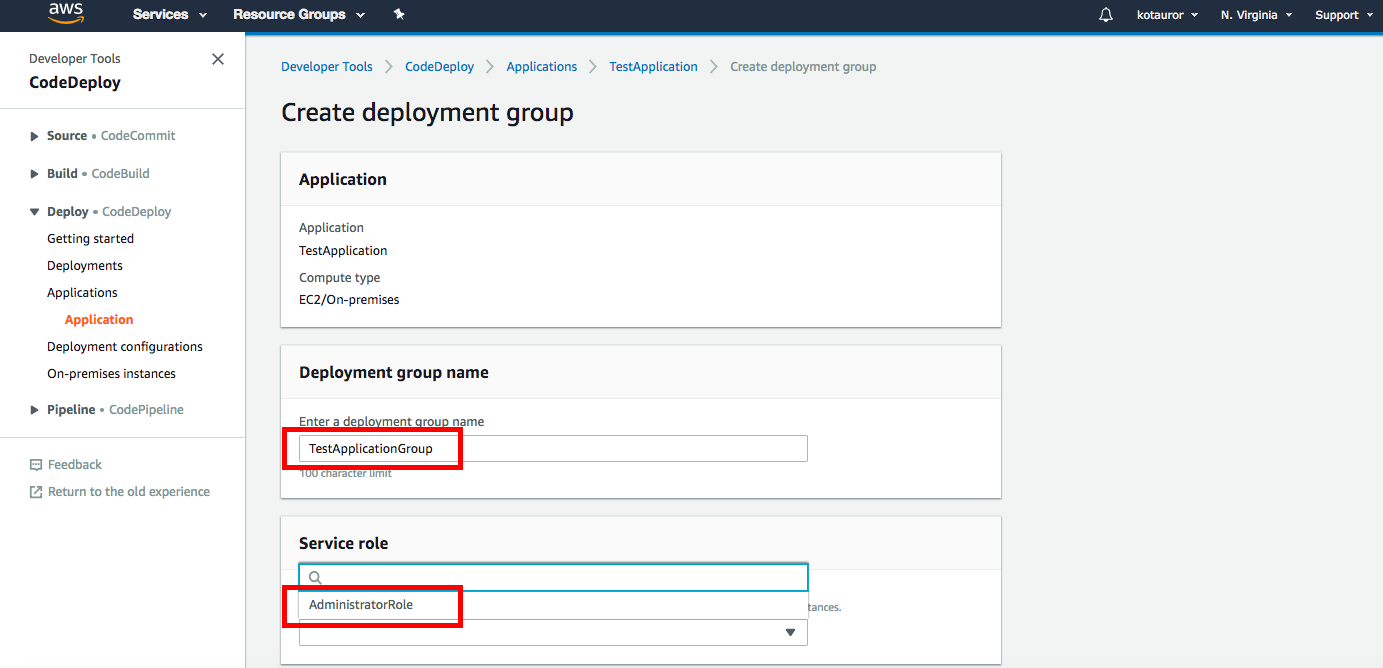 aws Services Resource Groups kotauror N. Virginia Support
Developer Tools
CodeDeploy
Source • CodeCommit
Build • CodeBuild
Deploy • CodeDeploy
Getting started
Deployments
Applications
Application
Deployment configurations
On-premises instances
Pipeline • CodePipeline
Feedback
Return to the old experience
Developer Tools CodeDeploy Applications TestApplication Create deployment group
Create deployment group
Application
Application
TestApplication
Compute type
EC2/On-premises
Deployment group name
Enter a deployment group name
TestApplicationGroup
100 character limit
Service role
AdministratorRole
tances.